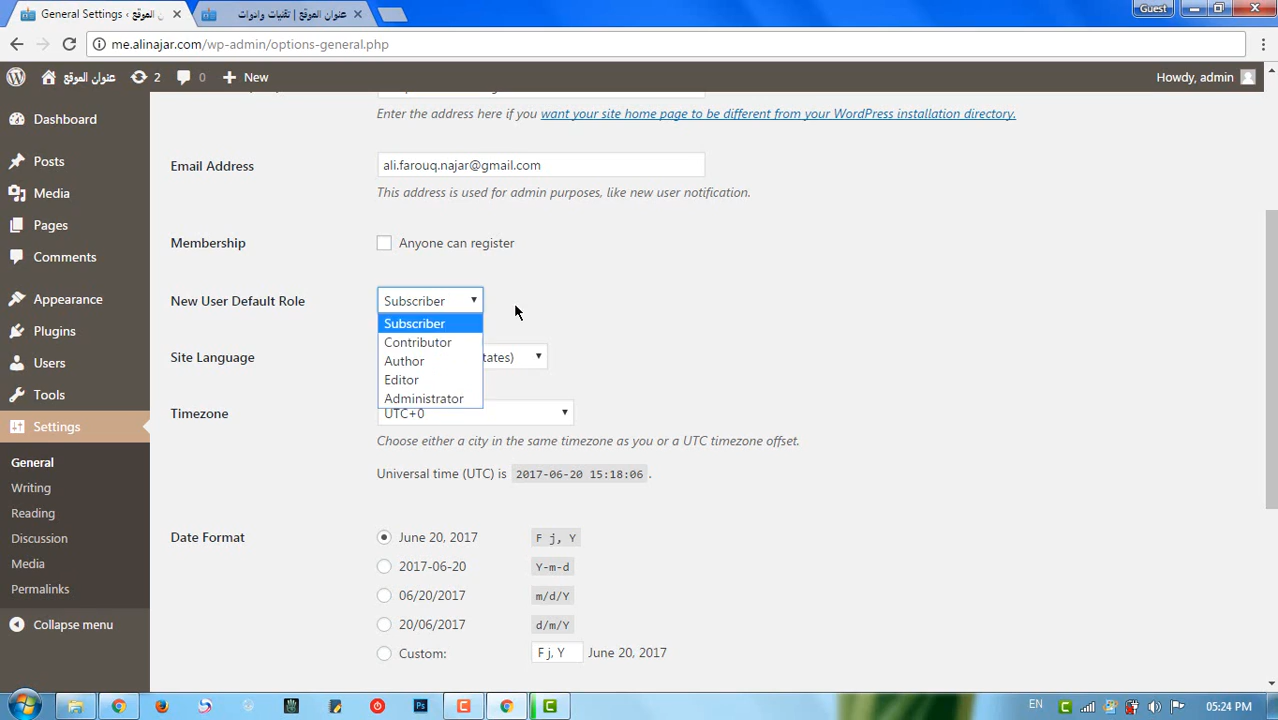 General Settings ‹ عنوان الموقع
عنوان الموقع | تقنيات وادوات
Guest
me.alinajar.com/wp-admin/options-general.php
عنوان الموقع
2
0
New
Howdy, admin
Enter the address here if you want your site home page to be different from your WordPress installation directory.
Dashboard
Posts
Media
Pages
Comments
Appearance
Plugins
Users
Tools
Settings
General
Writing
Reading
Discussion
Media
Permalinks
Collapse menu
Email Address
ali.farouq.najar@gmail.com
This address is used for admin purposes, like new user notification.
Membership
Anyone can register
New User Default Role
Subscriber
Subscriber
Contributor
Author
Editor
Administrator
Site Language
tates)
Timezone
UTC+0
Choose either a city in the same timezone as you or a UTC timezone offset.
Universal time (UTC) is 2017-06-20 15:18:06 .
Date Format
June 20, 2017 F j, Y
2017-06-20 Y-m-d
06/20/2017 m/d/Y
20/06/2017 d/m/Y
Custom: F j, Y June 20, 2017
Ps
EN
05:24 PM